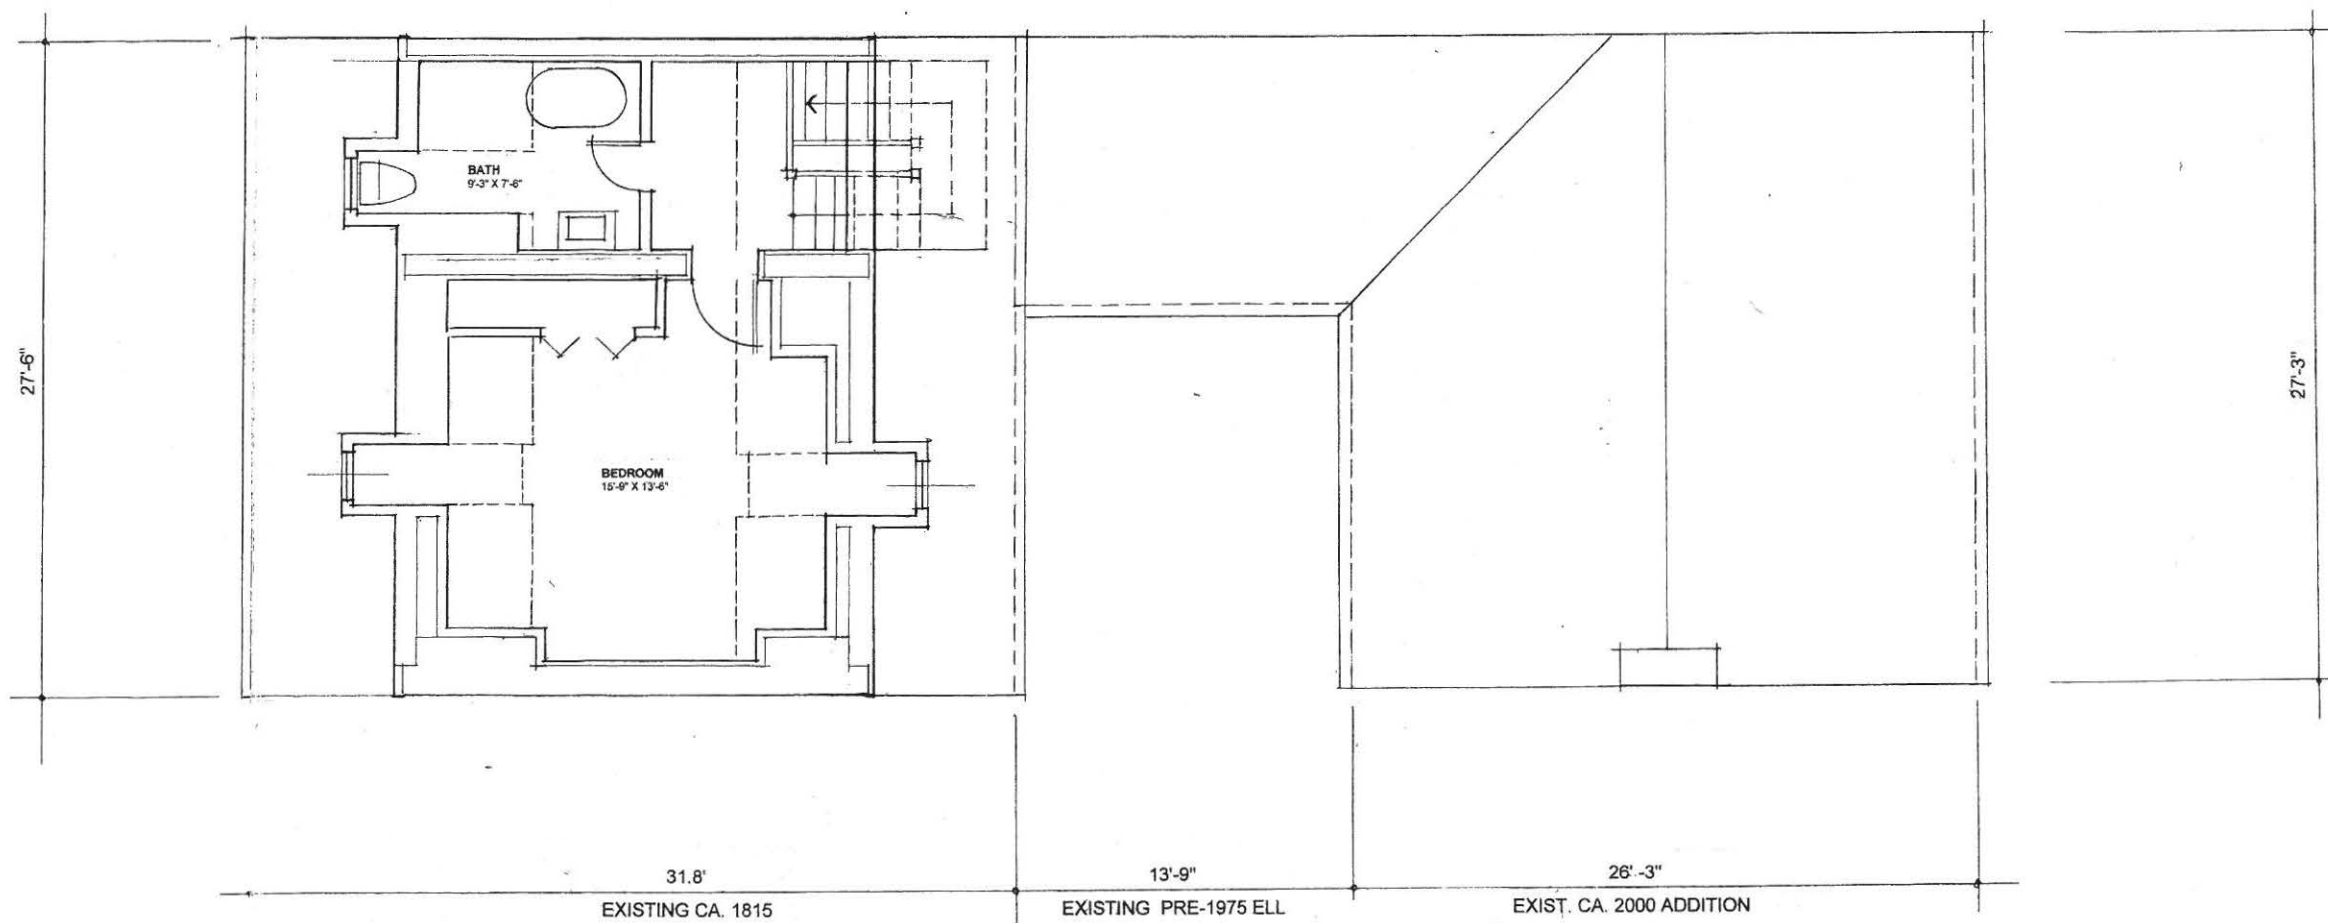 BATH
9'-3" X 7'-6"
27'-6"
27'-3"
BEDROOM
15'-9" X 13'-6"
31.8'
13'-9"
26'-3"
EXISTING CA. 1815
EXISTING PRE-1975 ELL
EXIST. CA. 2000 ADDITION